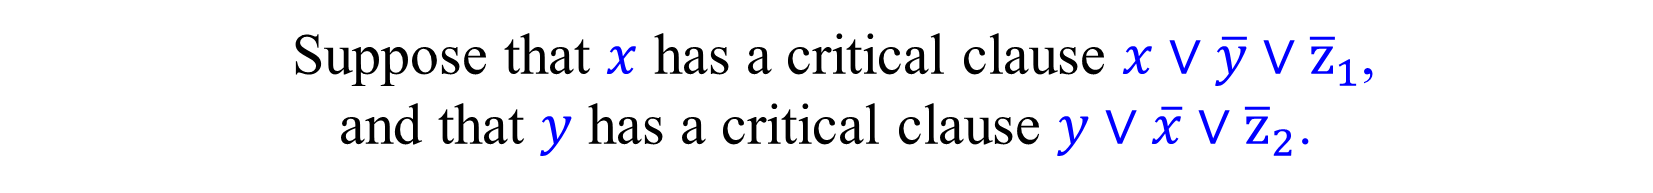 Suppose that x has a critical clause x ∨ ȳ ∨ z̄₁,
and that y has a critical clause y ∨ x̄ ∨ z̄₂.